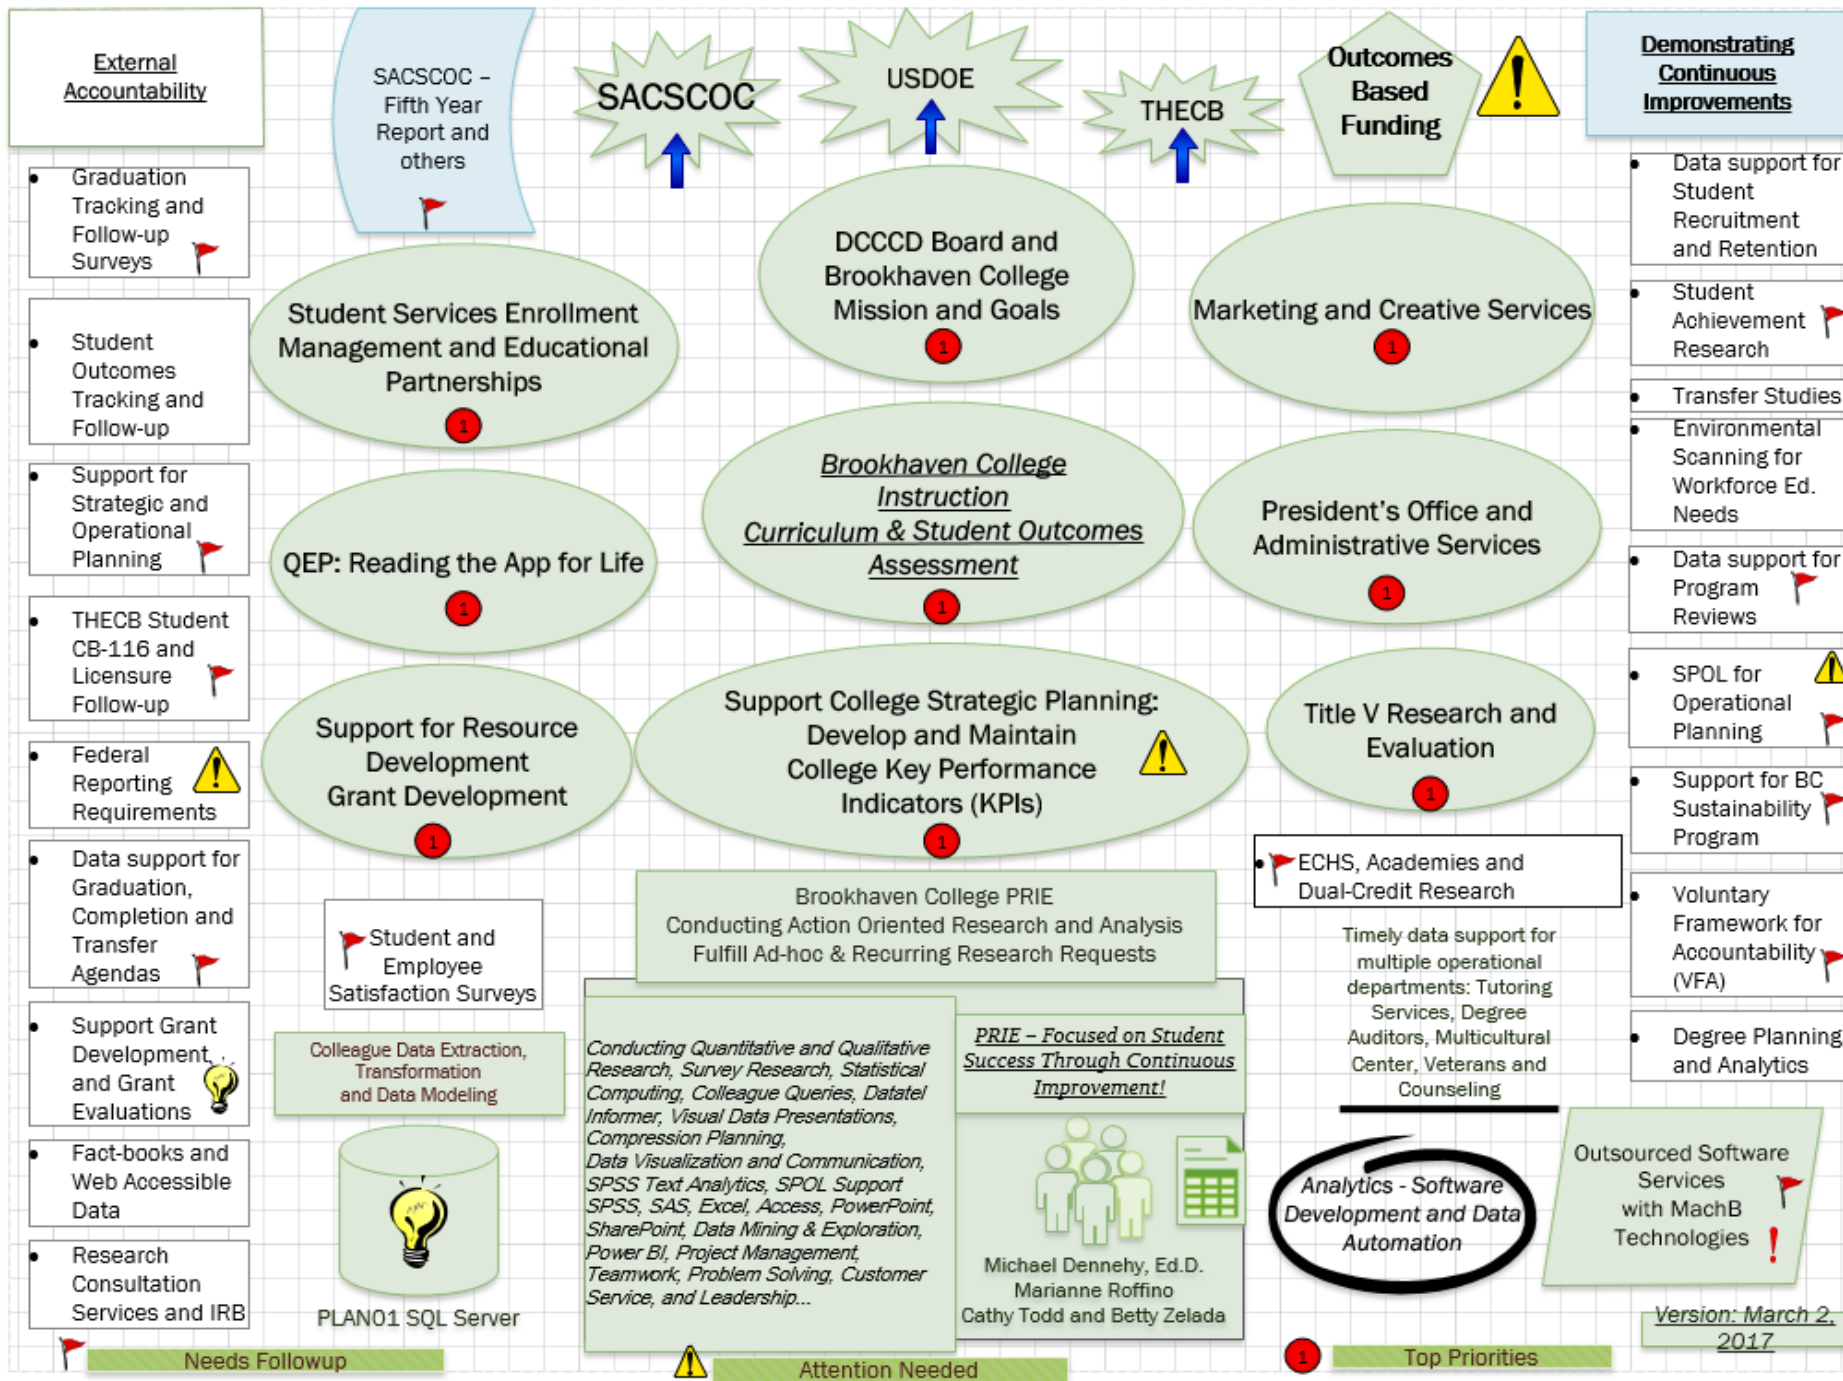 External
Accountability
SACSCOC –
Fifth Year
Report and
others
SACSCOC
USDOE
THECB
Outcomes
Based
Funding
Demonstrating
Continuous
Improvements
• Graduation
Tracking and
Follow-up
Surveys
• Student
Outcomes
Tracking and
Follow-up
• Support for
Strategic and
Operational
Planning
• THECB Student
CB-116 and
Licensure
Follow-up
• Federal
Reporting
Requirements
• Data support for
Graduation,
Completion and
Transfer
Agendas
• Support Grant
Development
and Grant
Evaluations
• Fact-books and
Web Accessible
Data
• Research
Consultation
Services and IRB
Student Services Enrollment
Management and Educational
Partnerships
1
QEP: Reading the App for Life
1
Support for Resource
Development
Grant Development
1
DCCCD Board and
Brookhaven College
Mission and Goals
1
Brookhaven College
Instruction
Curriculum & Student Outcomes
Assessment
1
Support College Strategic Planning:
Develop and Maintain
College Key Performance
Indicators (KPIs)
1
Marketing and Creative Services
1
President's Office and
Administrative Services
1
Title V Research and
Evaluation
1
• Data support for
Student
Recruitment
and Retention
• Student
Achievement
Research
• Transfer Studies
• Environmental
Scanning for
Workforce Ed.
Needs
• Data support for
Program
Reviews
• SPOL for
Operational
Planning
• Support for BC
Sustainability
Program
• Voluntary
Framework for
Accountability
(VFA)
• Degree Planning
and Analytics
• ECHS, Academies and
Dual-Credit Research
Student and
Employee
Satisfaction Surveys
Colleague Data Extraction,
Transformation
and Data Modeling
PLAN01 SQL Server
Brookhaven College PRIE
Conducting Action Oriented Research and Analysis
Fulfill Ad-hoc & Recurring Research Requests
Conducting Quantitative and Qualitative
Research, Survey Research, Statistical
Computing, Colleague Queries, Datatel
Informer, Visual Data Presentations,
Compression Planning,
Data Visualization and Communication,
SPSS Text Analytics, SPOL Support
SPSS, SAS, Excel, Access, PowerPoint,
SharePoint, Data Mining & Exploration,
Power BI, Project Management,
Teamwork, Problem Solving, Customer
Service, and Leadership...
PRIE – Focused on Student
Success Through Continuous
Improvement!
Michael Dennehy, Ed.D.
Marianne Roffino
Cathy Todd and Betty Zelada
Timely data support for
multiple operational
departments: Tutoring
Services, Degree
Auditors, Multicultural
Center, Veterans and
Counseling
Analytics - Software
Development and Data
Automation
Outsourced Software
Services
with MachB
Technologies
Version: March 2,
2017
Needs Followup
Attention Needed
1
Top Priorities